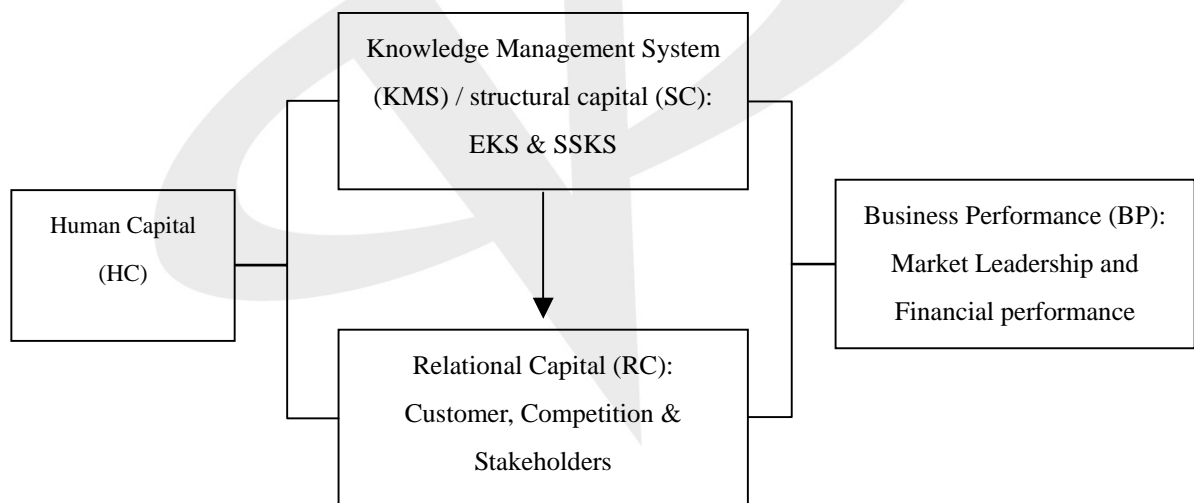 Knowledge Management System
(KMS) / structural capital (SC):
EKS & SSKS
Human Capital
(HC)
Business Performance (BP):
Market Leadership and
Financial performance
Relational Capital (RC):
Customer, Competition &
Stakeholders